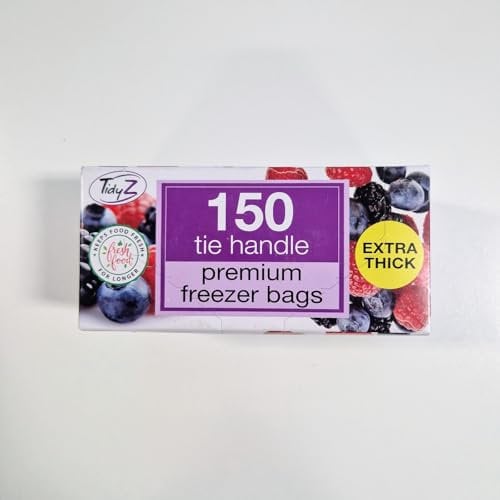 TidyZ
150
tie handle
premium
freezer bags
EXTRA
THICK
KEEPS FOOD FRESH
fresh
food
FOR LONGER